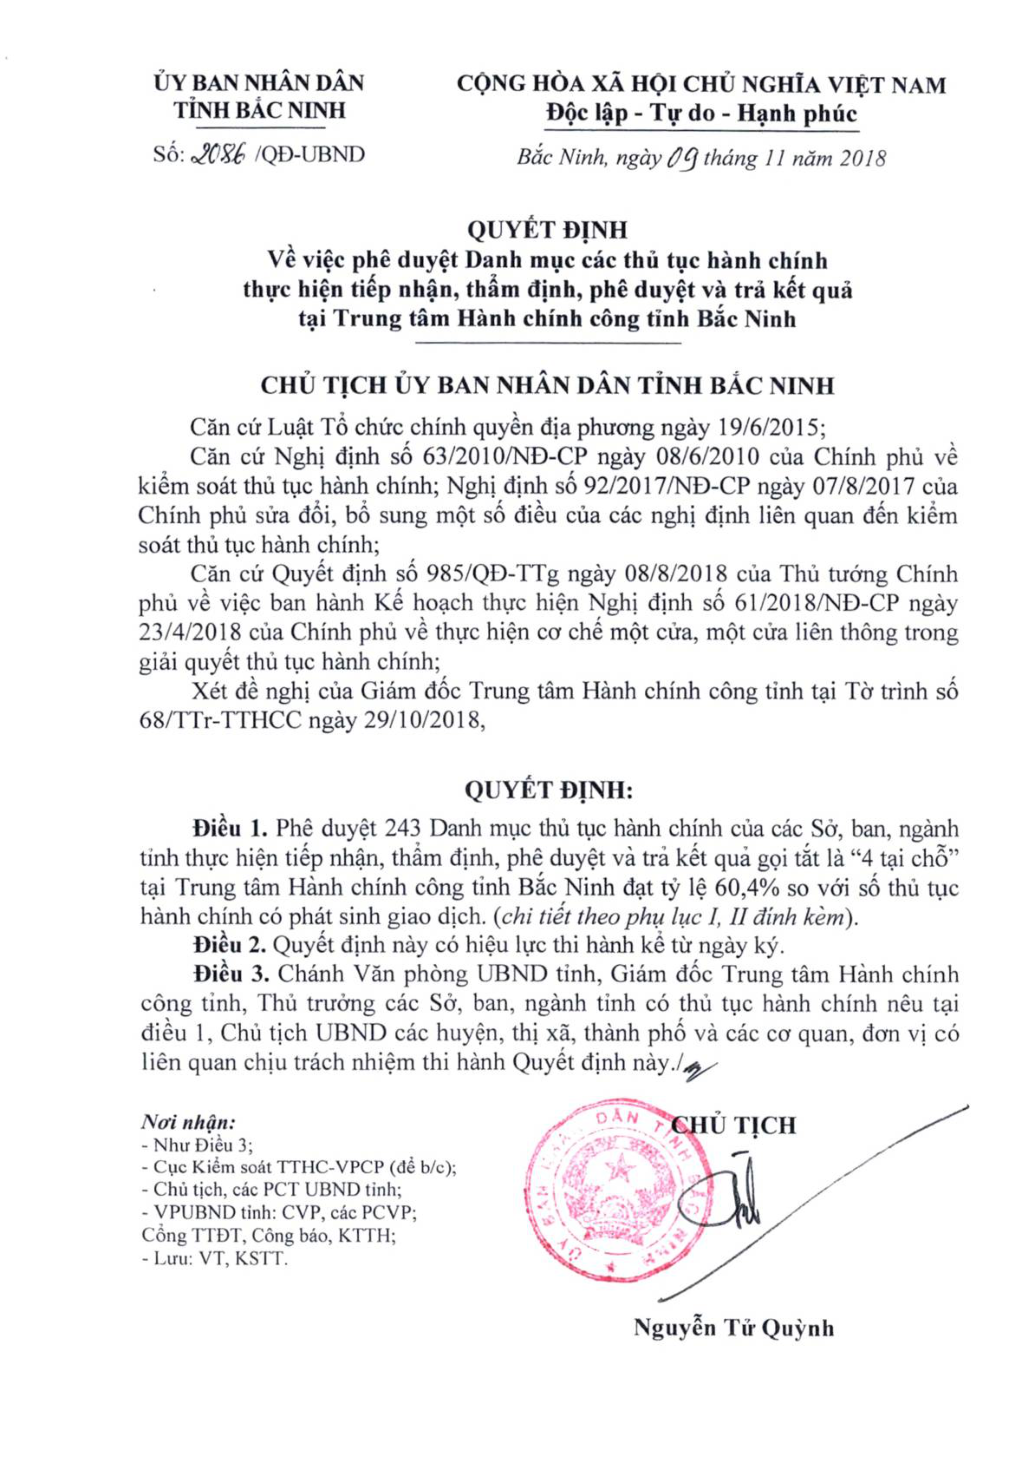 ỦY BAN NHÂN DÂN
TỈNH BẮC NINH
Số: 2086 /QĐ-UBND
CỘNG HÒA XÃ HỘI CHỦ NGHĨA VIỆT NAM
Độc lập - Tự do - Hạnh phúc
Bắc Ninh, ngày 09 tháng 11 năm 2018
QUYẾT ĐỊNH
Về việc phê duyệt Danh mục các thủ tục hành chính
thực hiện tiếp nhận, thẩm định, phê duyệt và trả kết quả
tại Trung tâm Hành chính công tỉnh Bắc Ninh
CHỦ TỊCH ỦY BAN NHÂN DÂN TỈNH BẮC NINH
Căn cứ Luật Tổ chức chính quyền địa phương ngày 19/6/2015;
Căn cứ Nghị định số 63/2010/NĐ-CP ngày 08/6/2010 của Chính phủ về
kiểm soát thủ tục hành chính; Nghị định số 92/2017/NĐ-CP ngày 07/8/2017 của
Chính phủ sửa đổi, bổ sung một số điều của các nghị định liên quan đến kiểm
soát thủ tục hành chính;
Căn cứ Quyết định số 985/QĐ-TTg ngày 08/8/2018 của Thủ tướng Chính
phủ về việc ban hành Kế hoạch thực hiện Nghị định số 61/2018/NĐ-CP ngày
23/4/2018 của Chính phủ về thực hiện cơ chế một cửa, một cửa liên thông trong
giải quyết thủ tục hành chính;
Xét đề nghị của Giám đốc Trung tâm Hành chính công tỉnh tại Tờ trình số
68/TTr-TTHCC ngày 29/10/2018,
QUYẾT ĐỊNH:
Điều 1. Phê duyệt 243 Danh mục thủ tục hành chính của các Sở, ban, ngành
tỉnh thực hiện tiếp nhận, thẩm định, phê duyệt và trả kết quả gọi tắt là “4 tại chỗ”
tại Trung tâm Hành chính công tỉnh Bắc Ninh đạt tỷ lệ 60,4% so với số thủ tục
hành chính có phát sinh giao dịch. (chi tiết theo phụ lục I, II đính kèm).
Điều 2. Quyết định này có hiệu lực thi hành kể từ ngày ký.
Điều 3. Chánh Văn phòng UBND tỉnh, Giám đốc Trung tâm Hành chính
công tỉnh, Thủ trưởng các Sở, ban, ngành tỉnh có thủ tục hành chính nêu tại
điều 1, Chủ tịch UBND các huyện, thị xã, thành phố và các cơ quan, đơn vị có
liên quan chịu trách nhiệm thi hành Quyết định này./
Nơi nhận:
- Như Điều 3;
- Cục Kiểm soát TTHC-VPCP (để b/c);
- Chủ tịch, các PCT UBND tỉnh;
- VPUBND tỉnh: CVP, các PCVP;
Cổng TTĐT, Công báo, KTTH;
- Lưu: VT, KSTT.
CHỦ TỊCH
ỦY BAN NHÂN DÂN TỈNH BẮC NINH
Nguyễn Tử Quỳnh